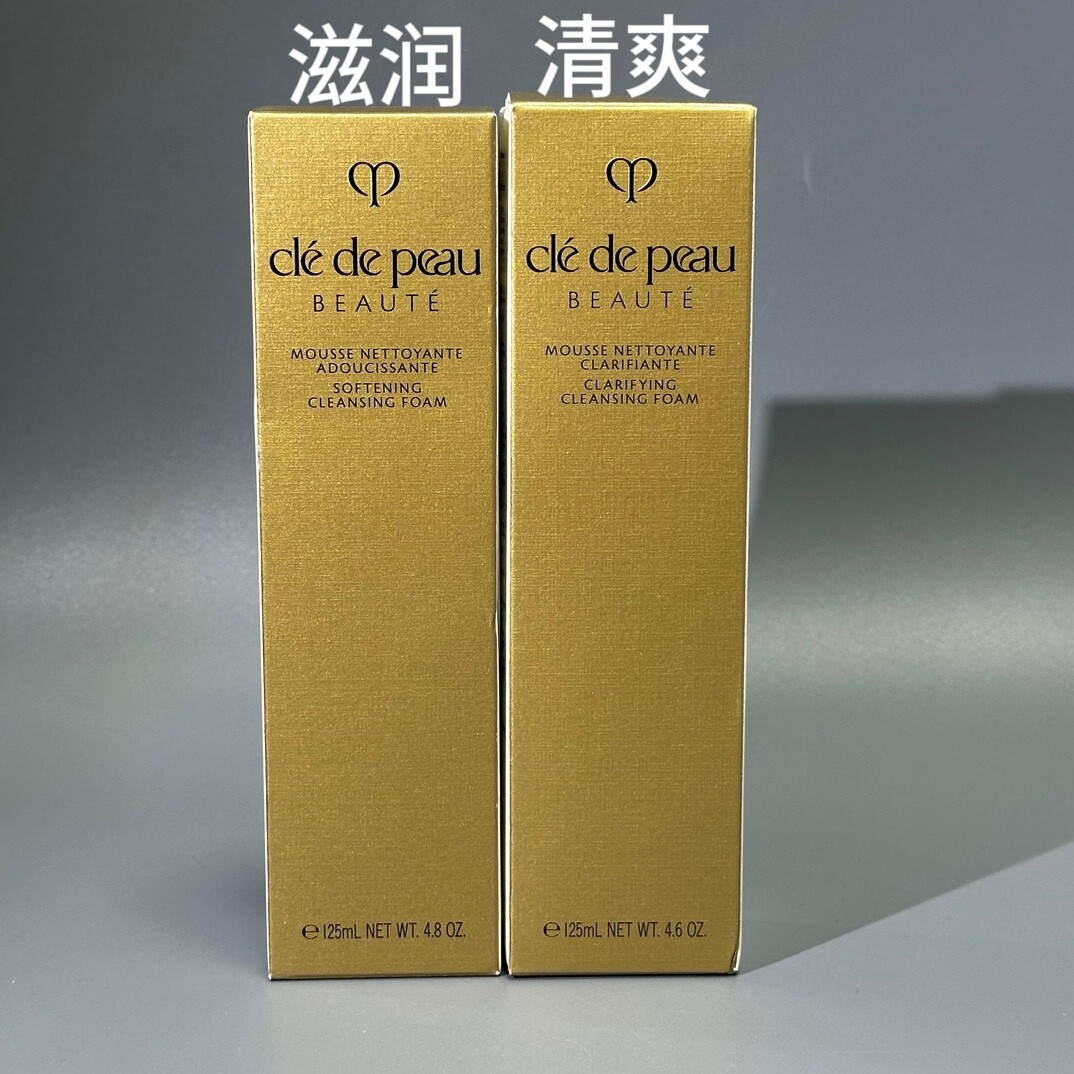 滋润
清爽
clé de peau
BEAUTÉ
MOUSSE NETTOYANTE
ADOUCISSANTE
SOFTENING
CLEANSING FOAM
℮125mL NET WT. 4.8 OZ.
clé de peau
BEAUTÉ
MOUSSE NETTOYANTE
CLARIFIANTE
CLARIFYING
CLEANSING FOAM
℮125mL NET WT. 4.6 OZ.